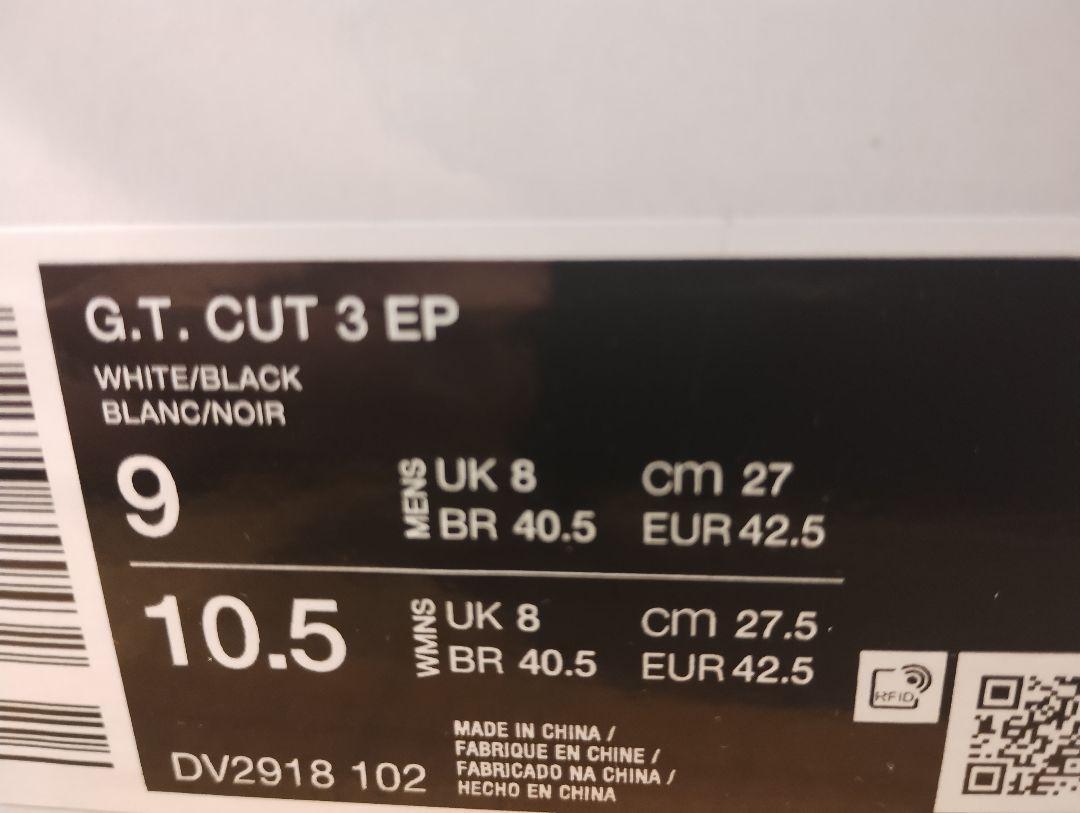 G.T. CUT 3 EP
WHITE/BLACK
BLANC/NOIR
9 MENS UK 8 CM 27
BR 40.5 EUR 42.5
10.5 WMNS UK 8 CM 27.5
BR 40.5 EUR 42.5
RFID
MADE IN CHINA /
FABRIQUE EN CHINE /
FABRICADO NA CHINA /
HECHO EN CHINA
DV2918 102